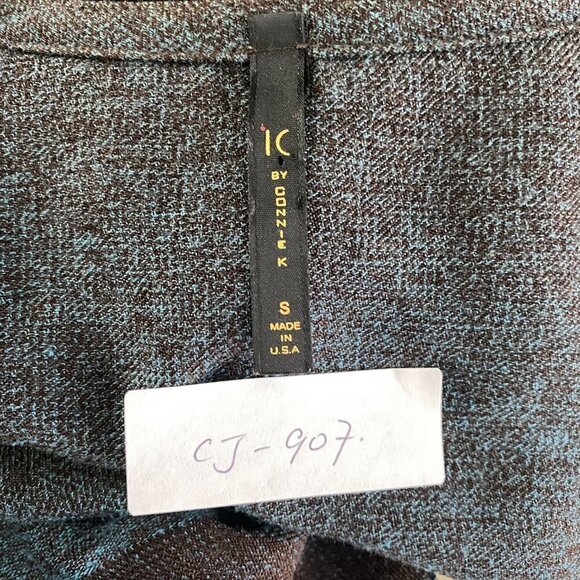 IC
BY
CONNIE K
S
MADE
IN
U.S.A
CJ-907.